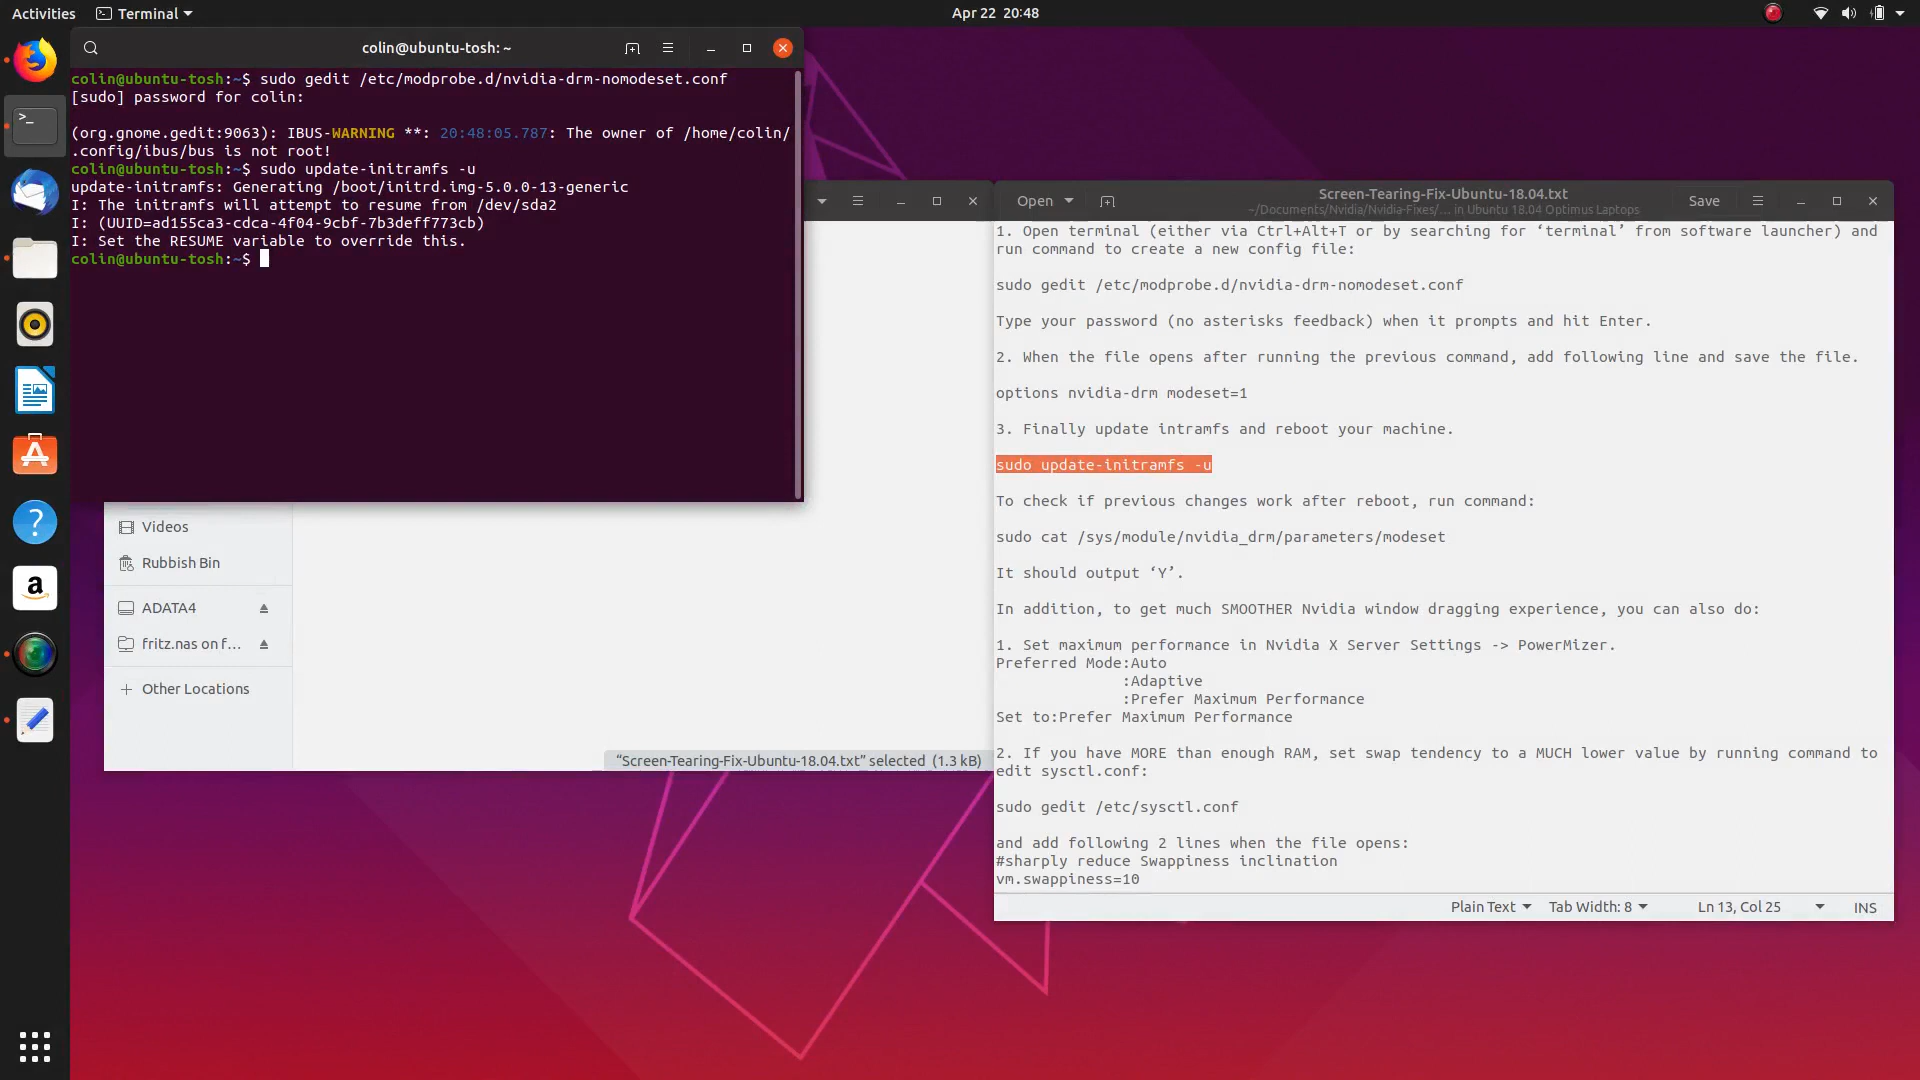 Activities
Terminal
Apr 22 20:48
colin@ubuntu-tosh: ~
colin@ubuntu-tosh:~$ sudo gedit /etc/modprobe.d/nvidia-drm-nomodeset.conf
[sudo] password for colin:
(org.gnome.gedit:9063): IBUS-WARNING **: 20:48:05.787: The owner of /home/colin/
.config/ibus/bus is not root!
colin@ubuntu-tosh:~$ sudo update-initramfs -u
update-initramfs: Generating /boot/initrd.img-5.0.0-13-generic
I: The initramfs will attempt to resume from /dev/sda2
I: (UUID=ad155ca3-cdca-4f04-9cbf-7b3deff773cb)
I: Set the RESUME variable to override this.
colin@ubuntu-tosh:~$
Videos
Rubbish Bin
ADATA4
fritz.nas on f...
+ Other Locations
"Screen-Tearing-Fix-Ubuntu-18.04.txt" selected (1.3 kB)
Open
Screen-Tearing-Fix-Ubuntu-18.04.txt
~/Documents/Nvidia/Nvidia-Fixes/... in Ubuntu 18.04 Optimus Laptops
Save
1. Open terminal (either via Ctrl+Alt+T or by searching for ‘terminal’ from software launcher) and
run command to create a new config file:
sudo gedit /etc/modprobe.d/nvidia-drm-nomodeset.conf
Type your password (no asterisks feedback) when it prompts and hit Enter.
2. When the file opens after running the previous command, add following line and save the file.
options nvidia-drm modeset=1
3. Finally update intramfs and reboot your machine.
sudo update-initramfs -u
To check if previous changes work after reboot, run command:
sudo cat /sys/module/nvidia_drm/parameters/modeset
It should output ‘Y’.
In addition, to get much SMOOTHER Nvidia window dragging experience, you can also do:
1. Set maximum performance in Nvidia X Server Settings -> PowerMizer.
Preferred Mode:Auto
:Adaptive
:Prefer Maximum Performance
Set to:Prefer Maximum Performance
2. If you have MORE than enough RAM, set swap tendency to a MUCH lower value by running command to
edit sysctl.conf:
sudo gedit /etc/sysctl.conf
and add following 2 lines when the file opens:
#sharply reduce Swappiness inclination
vm.swappiness=10
Plain Text
Tab Width: 8
Ln 13, Col 25
INS